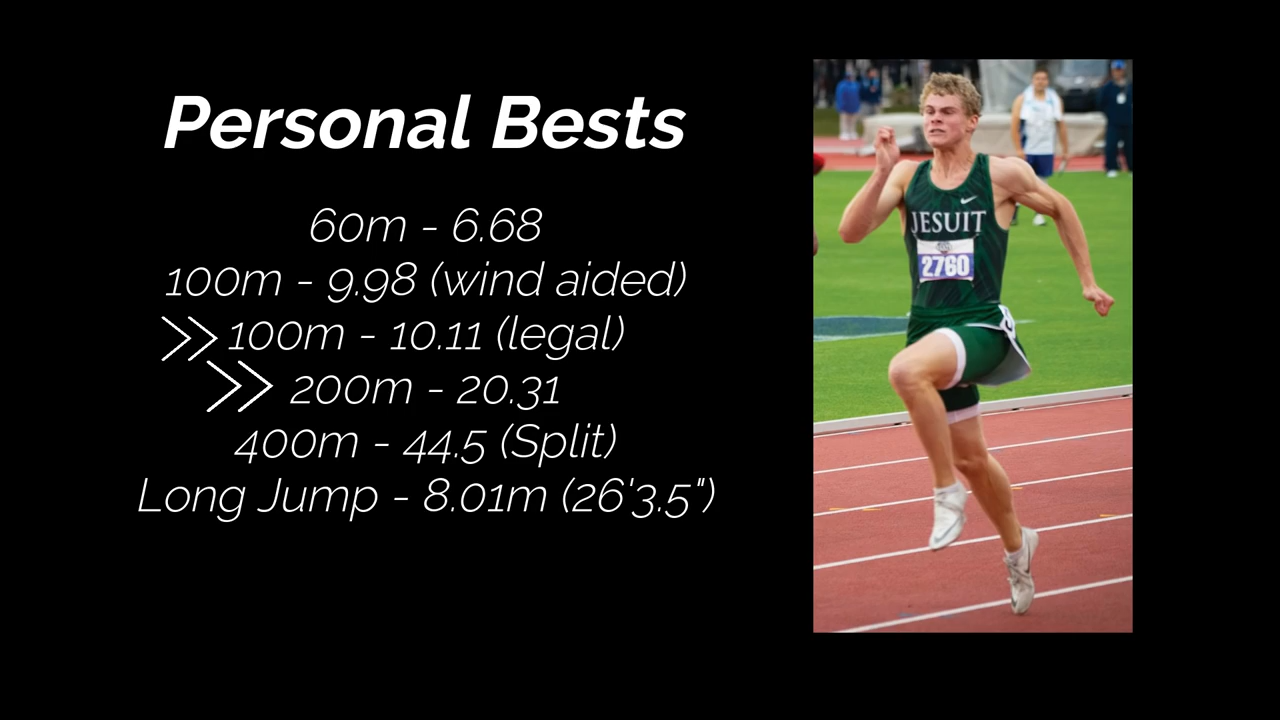 Personal Bests
60m - 6.68
100m - 9.98 (wind aided)
100m - 10.11 (legal)
200m - 20.31
400m - 44.5 (Split)
Long Jump - 8.01m (26'3.5")
JESUIT
2760